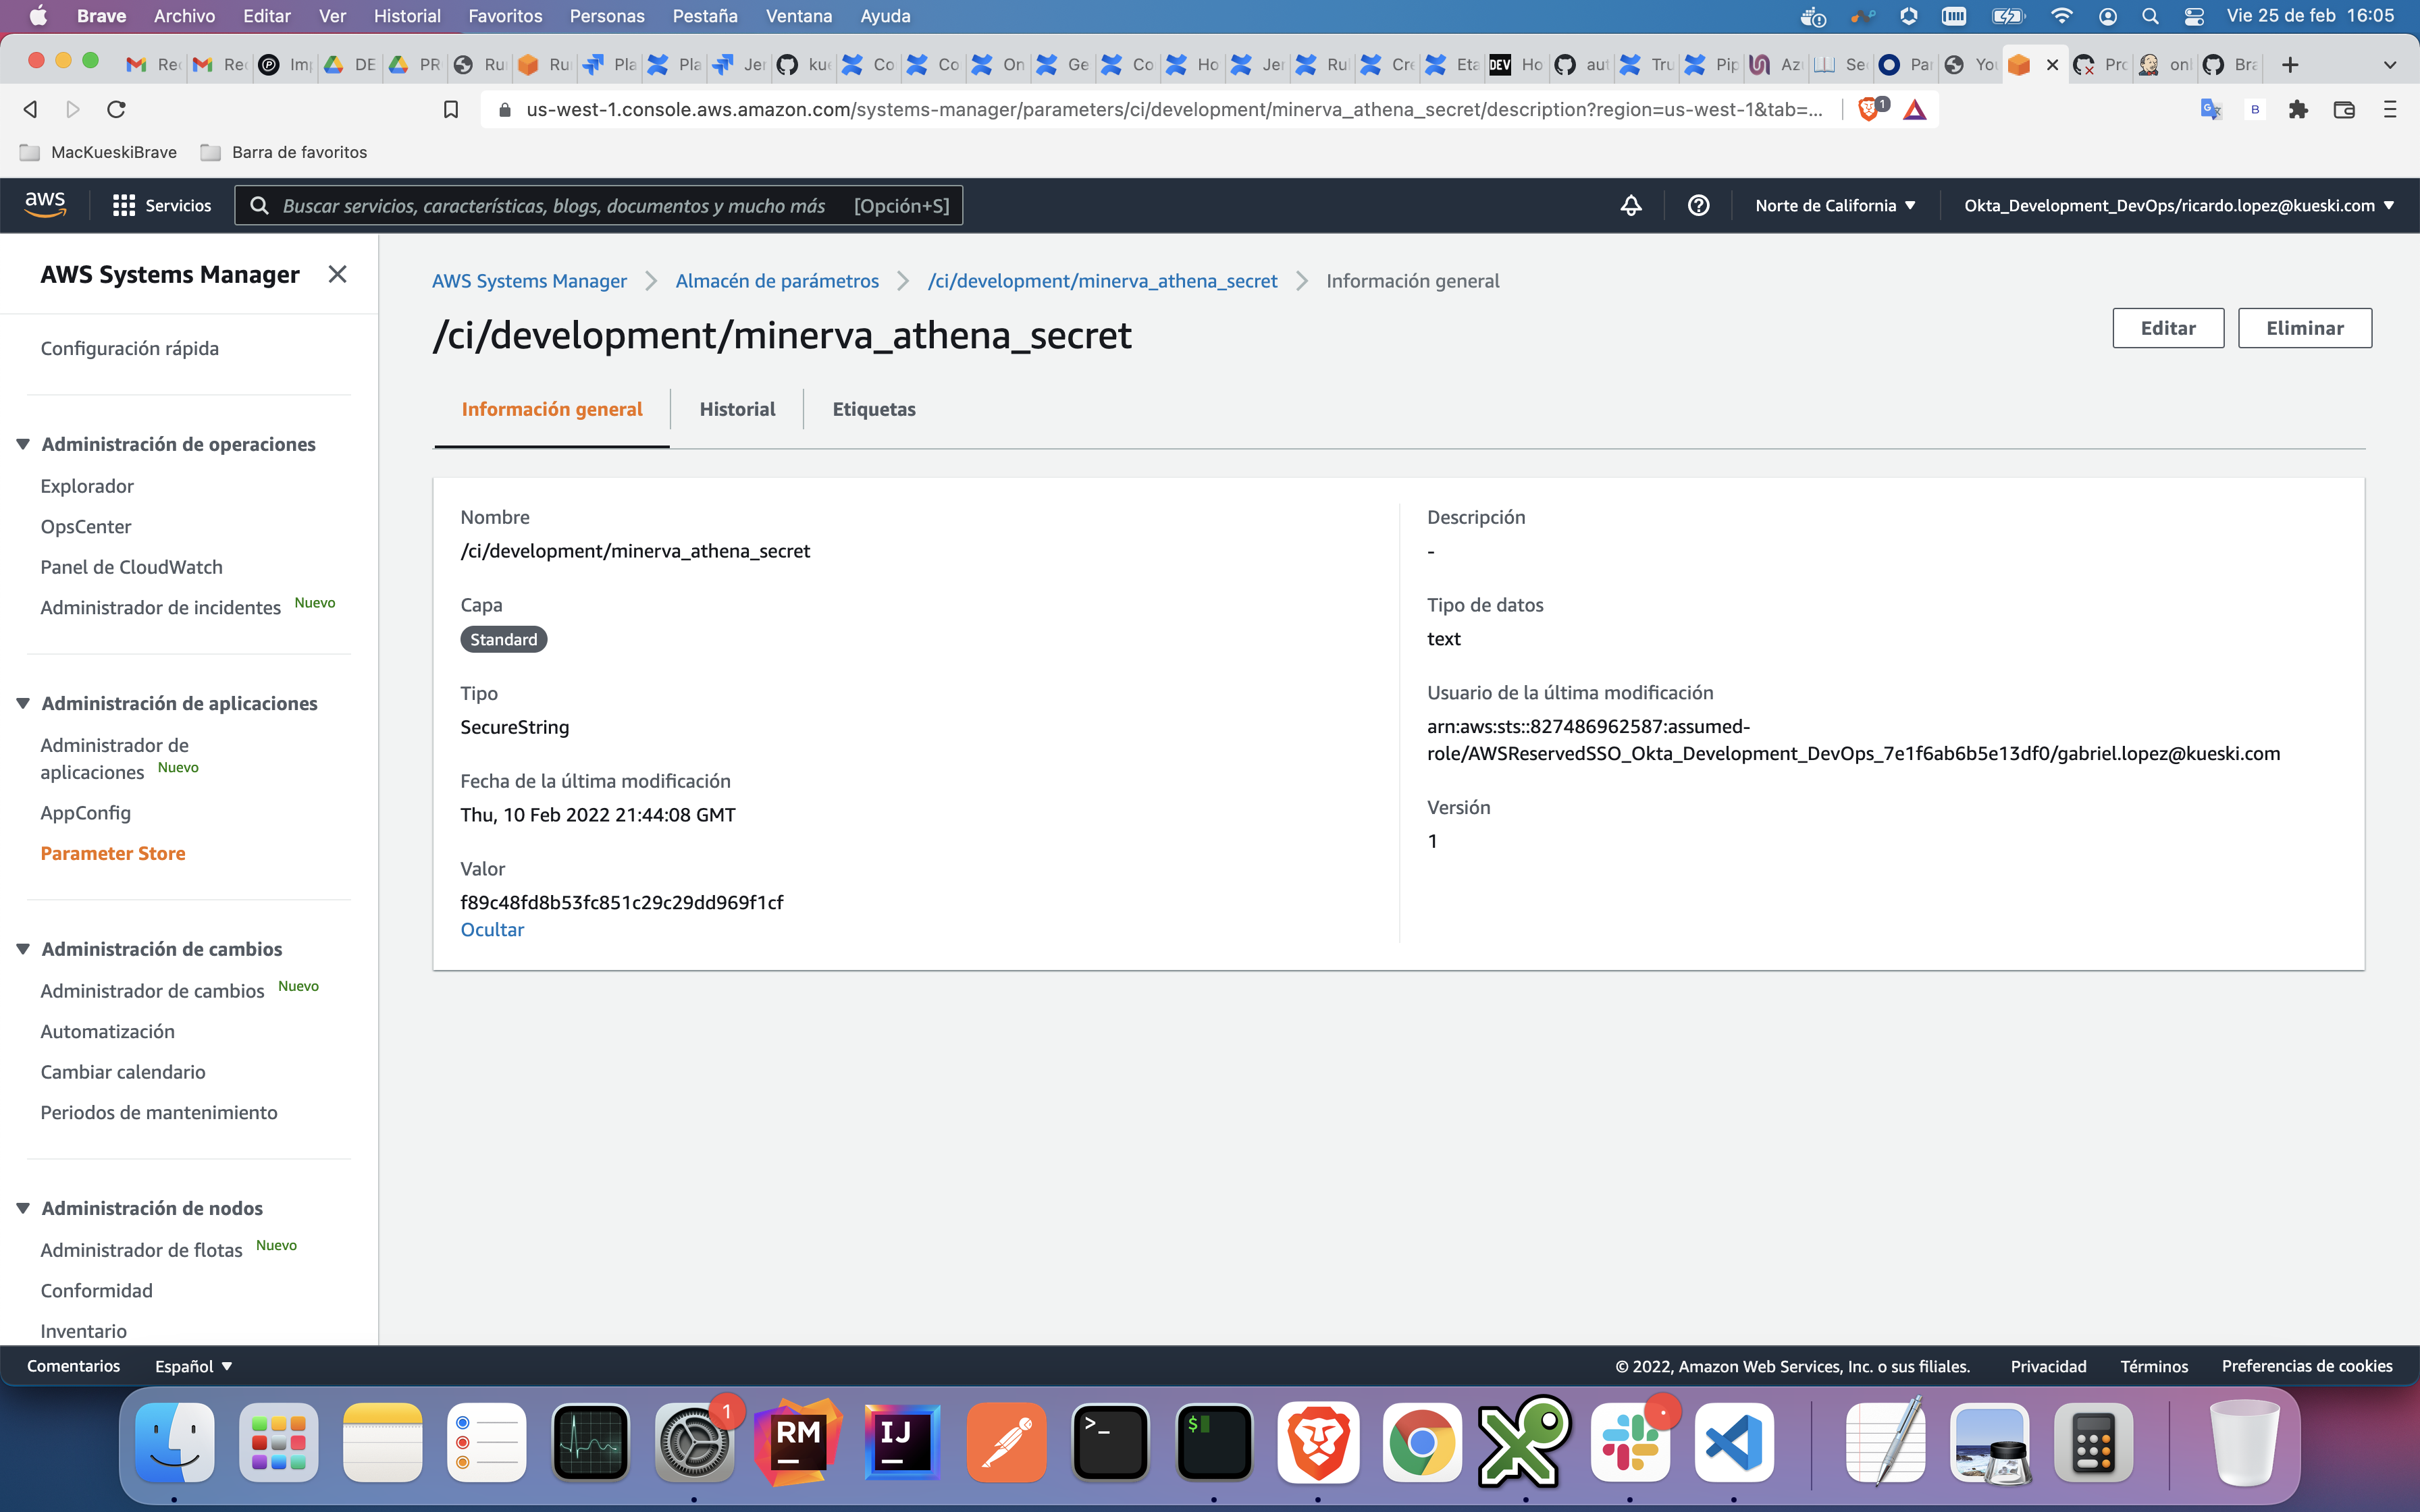 Brave Archivo Editar Ver Historial Favoritos Personas Pestaña Ventana Ayuda Vie 25 de feb 16:05
Rec Rec Imp DE PR Ru Ru Pla Pla Jer kue Co Co On Ge Co Ho Jer Ru Cre Eta DEV Ho aut Tru Pip Az Se Par You Pro onl Bra
us-west-1.console.aws.amazon.com/systems-manager/parameters/ci/development/minerva_athena_secret/description?region=us-west-1&tab=... 1
MacKueskiBrave Barra de favoritos
aws Servicios Buscar servicios, características, blogs, documentos y mucho más [Opción+S] Norte de California Okta_Development_DevOps/ricardo.lopez@kueski.com
AWS Systems Manager
Configuración rápida
Administración de operaciones
Explorador
OpsCenter
Panel de CloudWatch
Administrador de incidentes Nuevo
Administración de aplicaciones
Administrador de
aplicaciones Nuevo
AppConfig
Parameter Store
Administración de cambios
Administrador de cambios Nuevo
Automatización
Cambiar calendario
Periodos de mantenimiento
Administración de nodos
Administrador de flotas Nuevo
Conformidad
Inventario
AWS Systems Manager Almacén de parámetros /ci/development/minerva_athena_secret Información general
/ci/development/minerva_athena_secret
Editar Eliminar
Información general Historial Etiquetas
Nombre
/ci/development/minerva_athena_secret
Capa
Standard
Tipo
SecureString
Fecha de la última modificación
Thu, 10 Feb 2022 21:44:08 GMT
Valor
f89c48fd8b53fc851c29c29dd969f1cf
Ocultar
Descripción
-
Tipo de datos
text
Usuario de la última modificación
arn:aws:sts::827486962587:assumed-
role/AWSReservedSSO_Okta_Development_DevOps_7e1f6ab6b5e13df0/gabriel.lopez@kueski.com
Versión
1
Comentarios Español © 2022, Amazon Web Services, Inc. o sus filiales. Privacidad Términos Preferencias de cookies
1 RM IJ >_ $